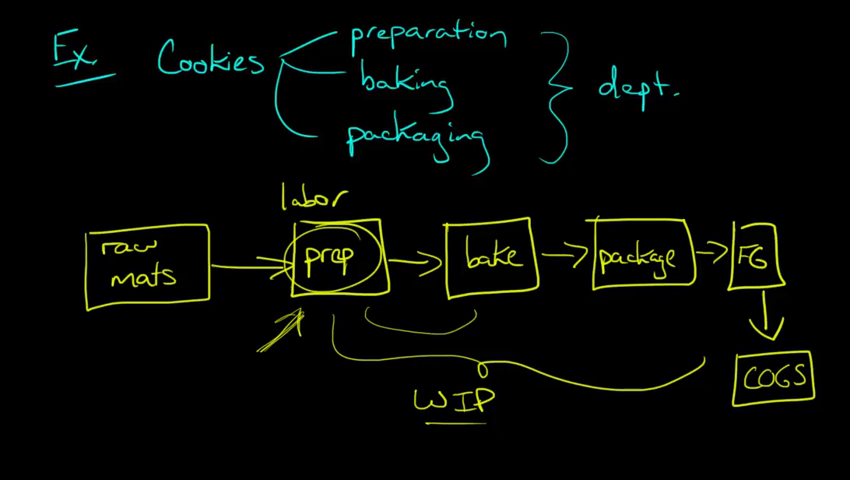 Ex. Cookies preparation
baking
dept.
packaging
labor
raw mats
prep
bake
package
FG
COGS
WIP